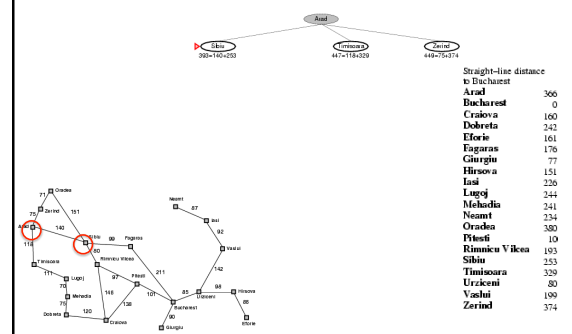 Arad
Sibiu
Timisoara
Zerind
393=140+253
447=118+329
449=75+374
Straight-line distance
to Bucharest
Arad 366
Bucharest 0
Craiova 160
Dobreta 242
Eforie 161
Fagaras 176
Giurgiu 77
Hirsova 151
Iasi 226
Lugoj 244
Mehadia 241
Neamt 234
Oradea 380
Pitesti 10
Rimnicu Vilcea 193
Sibiu 253
Timisoara 329
Urziceni 80
Vaslui 199
Zerind 374
Oradea
71
Neamt
87
Zerind
151
Iasi
75
Arad
140
92
Sibiu
99
Fagaras
118
80
Vaslui
Timisoara
Rimnicu Vilcea
111
Lugoj
97
Pitesti
211
142
70
98
Hirsova
Mehadia
146
101
85
Urziceni
75
138
86
Bucharest
Dobreta
120
90
Craiova
Eforie
Giurgiu